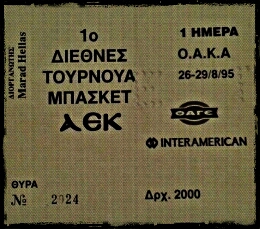 ΔΙΟΡΓΑΝΩΤΗΣ
Marad Hellas
1ο
ΔΙΕΘΝΕΣ
ΤΟΥΡΝΟΥΑ
ΜΠΑΣΚΕΤ
ΑΕΚ
1 ΗΜΕΡΑ
Ο.Α.Κ.Α
26-29/8/95
INTERAMERICAN
ΘΥΡΑ
№ 2024
Δρχ. 2000